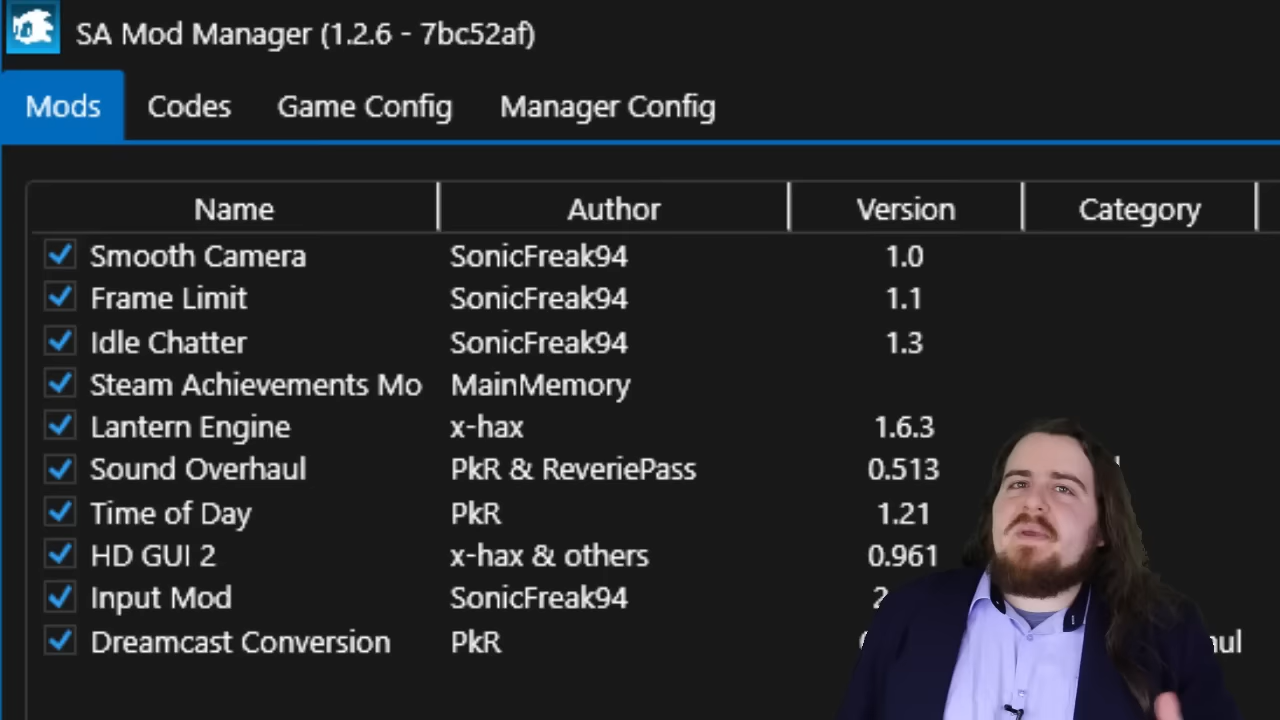 SA Mod Manager (1.2.6 - 7bc52af)
Mods Codes Game Config Manager Config
Name Author Version Category
Smooth Camera SonicFreak94 1.0
Frame Limit SonicFreak94 1.1
Idle Chatter SonicFreak94 1.3
Steam Achievements Mo MainMemory
Lantern Engine x-hax 1.6.3
Sound Overhaul PkR & ReveriePass 0.513
Time of Day PkR 1.21
HD GUI 2 x-hax & others 0.961
Input Mod SonicFreak94
Dreamcast Conversion PkR